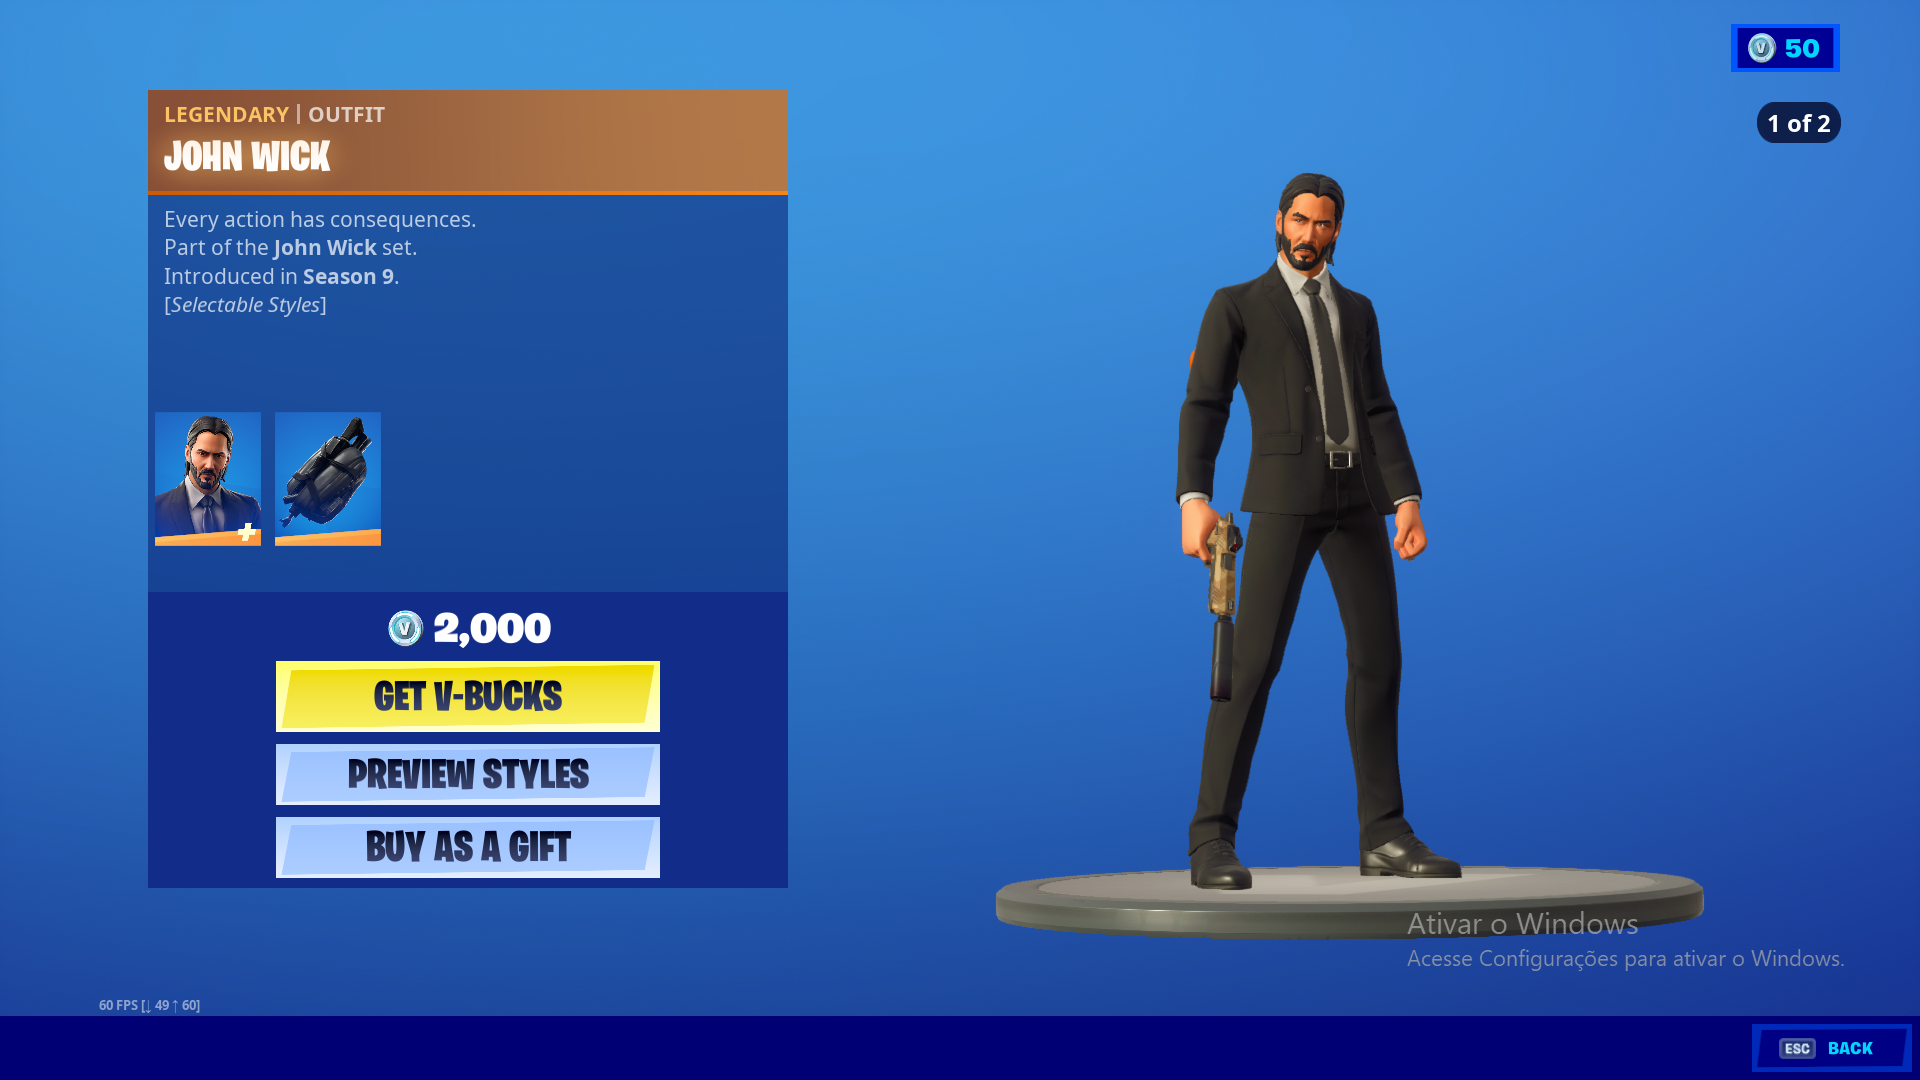 50
1 of 2
LEGENDARY | OUTFIT
JOHN WICK
Every action has consequences.
Part of the John Wick set.
Introduced in Season 9.
[Selectable Styles]
2,000
GET V-BUCKS
PREVIEW STYLES
BUY AS A GIFT
Ativar o Windows
Acesse Configurações para ativar o Windows.
60 FPS [↓ 49 ↑ 60]
ESC BACK